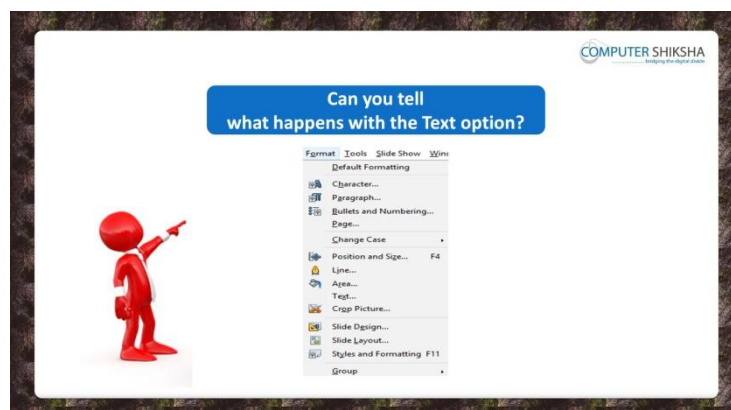 COMPUTER SHIKSHA
bridging the digital divide
Can you tell
what happens with the Text option?
Format Tools Slide Show Wind
Default Formatting
Character...
Paragraph...
Bullets and Numbering...
Page...
Change Case
Position and Size... F4
Line...
Area...
Text...
Crop Picture...
Slide Design...
Slide Layout...
Styles and Formatting F11
Group